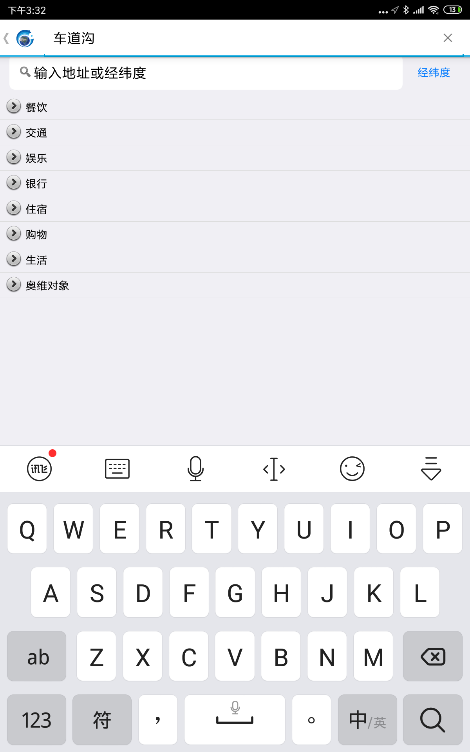 下午3:32
13
车道沟
输入地址或经纬度
经纬度
餐饮
交通
娱乐
银行
住宿
购物
生活
奥维对象
Q W E R T Y U I O P
A S D F G H J K L
ab Z X C V B N M
123 符 , 。 中/英